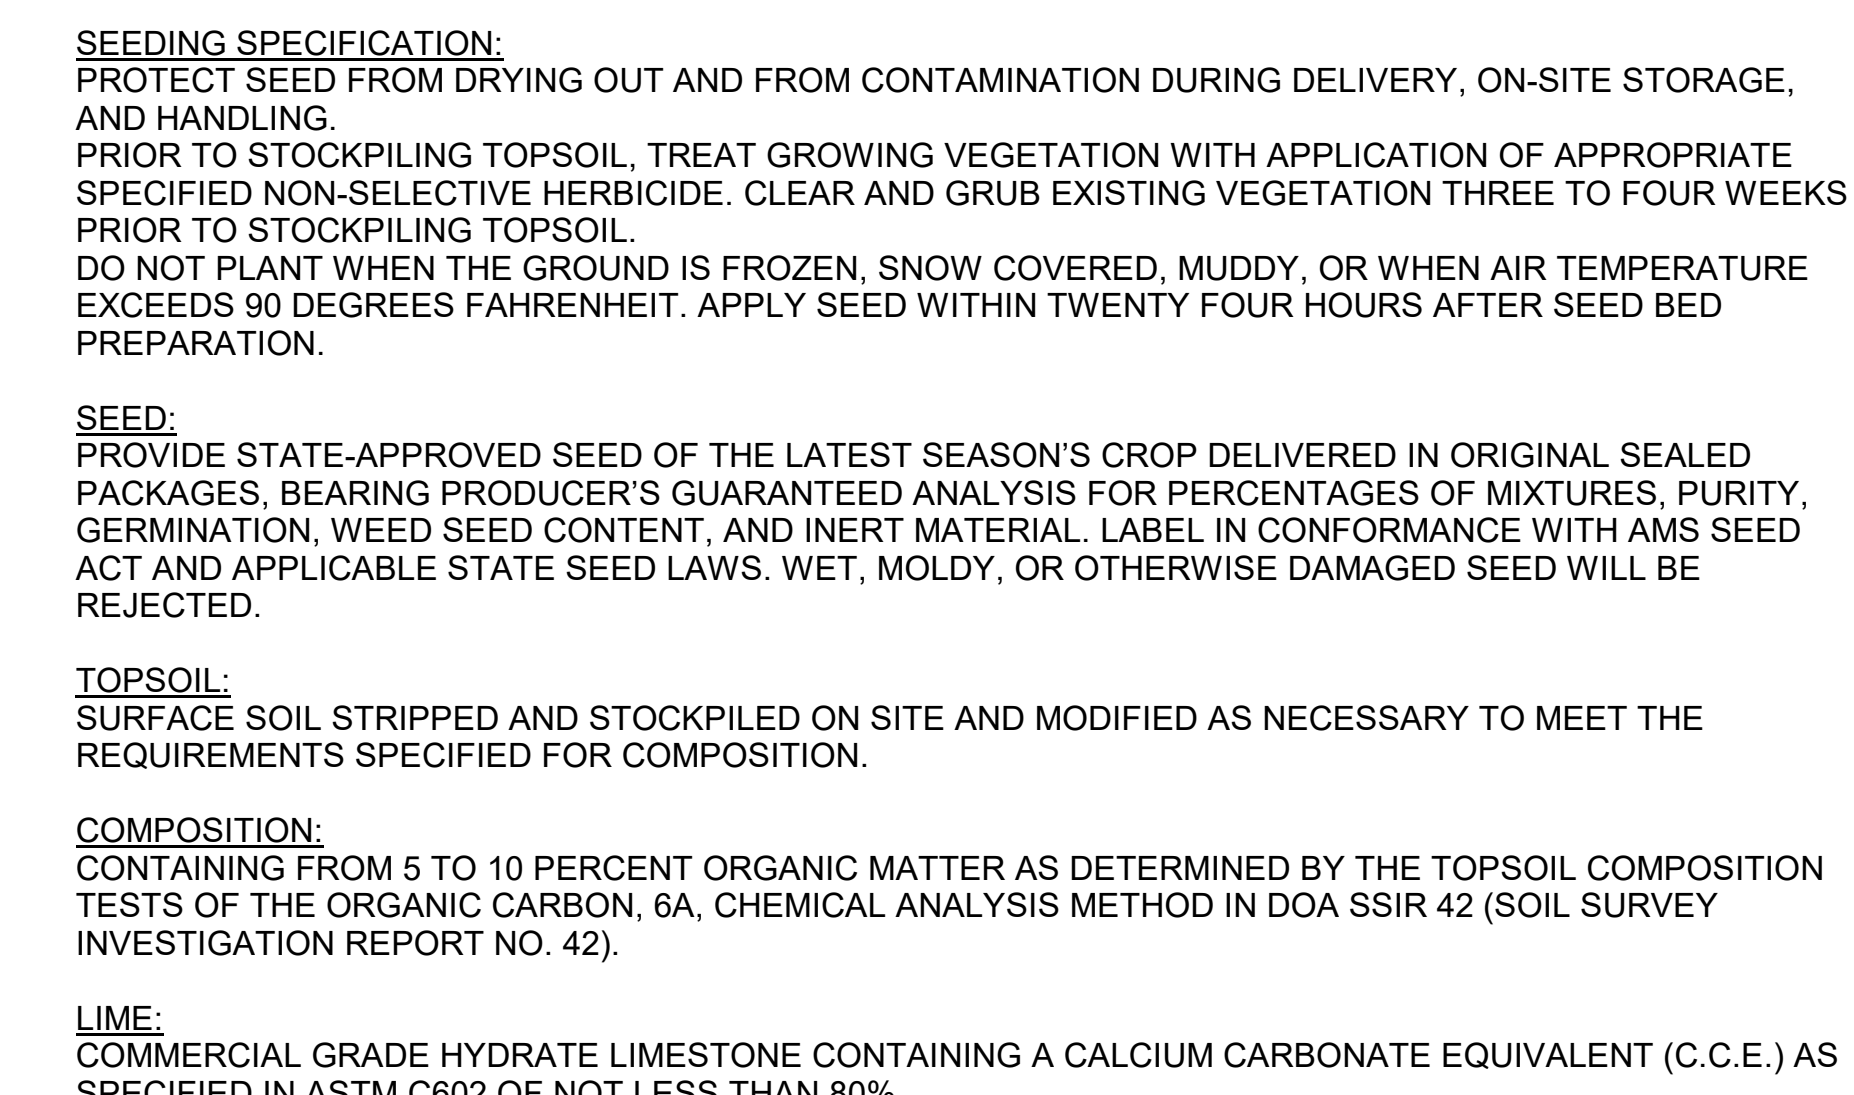 SEEDING SPECIFICATION:
PROTECT SEED FROM DRYING OUT AND FROM CONTAMINATION DURING DELIVERY, ON-SITE STORAGE,
AND HANDLING.
PRIOR TO STOCKPILING TOPSOIL, TREAT GROWING VEGETATION WITH APPLICATION OF APPROPRIATE
SPECIFIED NON-SELECTIVE HERBICIDE. CLEAR AND GRUB EXISTING VEGETATION THREE TO FOUR WEEKS
PRIOR TO STOCKPILING TOPSOIL.
DO NOT PLANT WHEN THE GROUND IS FROZEN, SNOW COVERED, MUDDY, OR WHEN AIR TEMPERATURE
EXCEEDS 90 DEGREES FAHRENHEIT. APPLY SEED WITHIN TWENTY FOUR HOURS AFTER SEED BED
PREPARATION.
SEED:
PROVIDE STATE-APPROVED SEED OF THE LATEST SEASON’S CROP DELIVERED IN ORIGINAL SEALED
PACKAGES, BEARING PRODUCER’S GUARANTEED ANALYSIS FOR PERCENTAGES OF MIXTURES, PURITY,
GERMINATION, WEED SEED CONTENT, AND INERT MATERIAL. LABEL IN CONFORMANCE WITH AMS SEED
ACT AND APPLICABLE STATE SEED LAWS. WET, MOLDY, OR OTHERWISE DAMAGED SEED WILL BE
REJECTED.
TOPSOIL:
SURFACE SOIL STRIPPED AND STOCKPILED ON SITE AND MODIFIED AS NECESSARY TO MEET THE
REQUIREMENTS SPECIFIED FOR COMPOSITION.
COMPOSITION:
CONTAINING FROM 5 TO 10 PERCENT ORGANIC MATTER AS DETERMINED BY THE TOPSOIL COMPOSITION
TESTS OF THE ORGANIC CARBON, 6A, CHEMICAL ANALYSIS METHOD IN DOA SSIR 42 (SOIL SURVEY
INVESTIGATION REPORT NO. 42).
LIME:
COMMERCIAL GRADE HYDRATE LIMESTONE CONTAINING A CALCIUM CARBONATE EQUIVALENT (C.C.E.) AS
SPECIFIED IN ASTM C602 OF NOT LESS THAN 80%